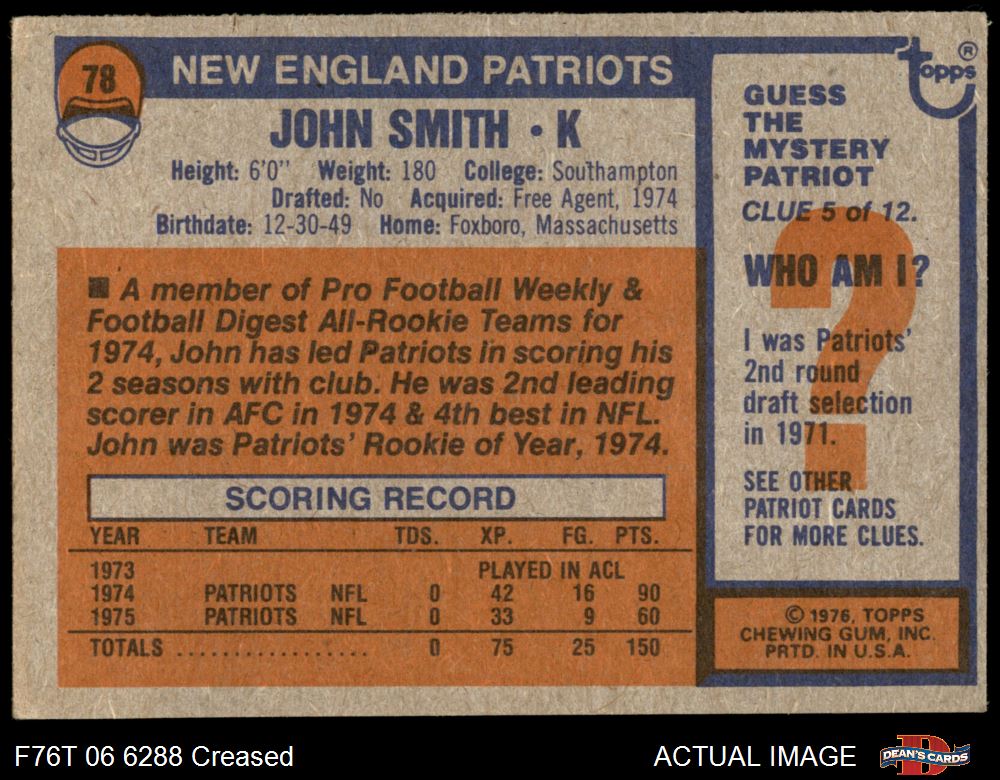 78
NEW ENGLAND PATRIOTS
JOHN SMITH • K
Height: 6'0" Weight: 180 College: Southampton
Drafted: No Acquired: Free Agent, 1974
Birthdate: 12-30-49 Home: Foxboro, Massachusetts
■ A member of Pro Football Weekly &
Football Digest All-Rookie Teams for
1974, John has led Patriots in scoring his
2 seasons with club. He was 2nd leading
scorer in AFC in 1974 & 4th best in NFL.
John was Patriots' Rookie of Year, 1974.
SCORING RECORD
YEAR TEAM TDS. XP. FG. PTS.
1973 PLAYED IN ACL
1974 PATRIOTS NFL 0 42 16 90
1975 PATRIOTS NFL 0 33 9 60
TOTALS .................. 0 75 25 150
topps ®
GUESS
THE
MYSTERY
PATRIOT
CLUE 5 of 12.
WHO AM I?
?
I was Patriots'
2nd round
draft selection
in 1971.
SEE OTHER
PATRIOT CARDS
FOR MORE CLUES.
© 1976, TOPPS
CHEWING GUM, INC.
PRTD. IN U.S.A.
F76T 06 6288 Creased
ACTUAL IMAGE
DEAN'S CARDS